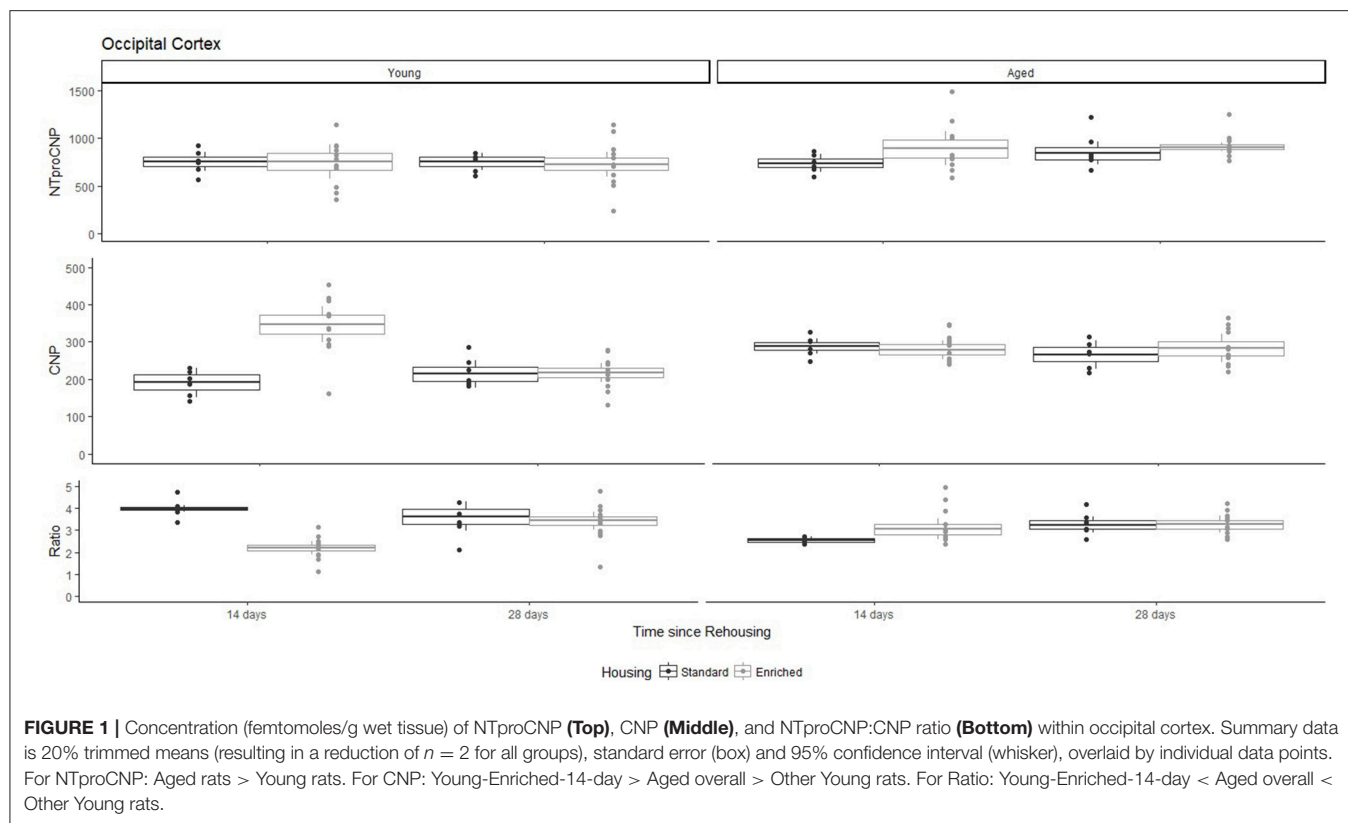 Occipital Cortex
Young
Aged
NTproCNP
1500
1000
500
0
CNP
500
400
300
200
100
0
Ratio
5
4
3
2
1
0
14 days
28 days
14 days
28 days
Time since Rehousing
Housing Standard Enriched
FIGURE 1 | Concentration (femtomoles/g wet tissue) of NTproCNP (Top), CNP (Middle), and NTproCNP:CNP ratio (Bottom) within occipital cortex. Summary data
is 20% trimmed means (resulting in a reduction of n = 2 for all groups), standard error (box) and 95% confidence interval (whisker), overlaid by individual data points.
For NTproCNP: Aged rats > Young rats. For CNP: Young-Enriched-14-day > Aged overall > Other Young rats. For Ratio: Young-Enriched-14-day < Aged overall <
Other Young rats.